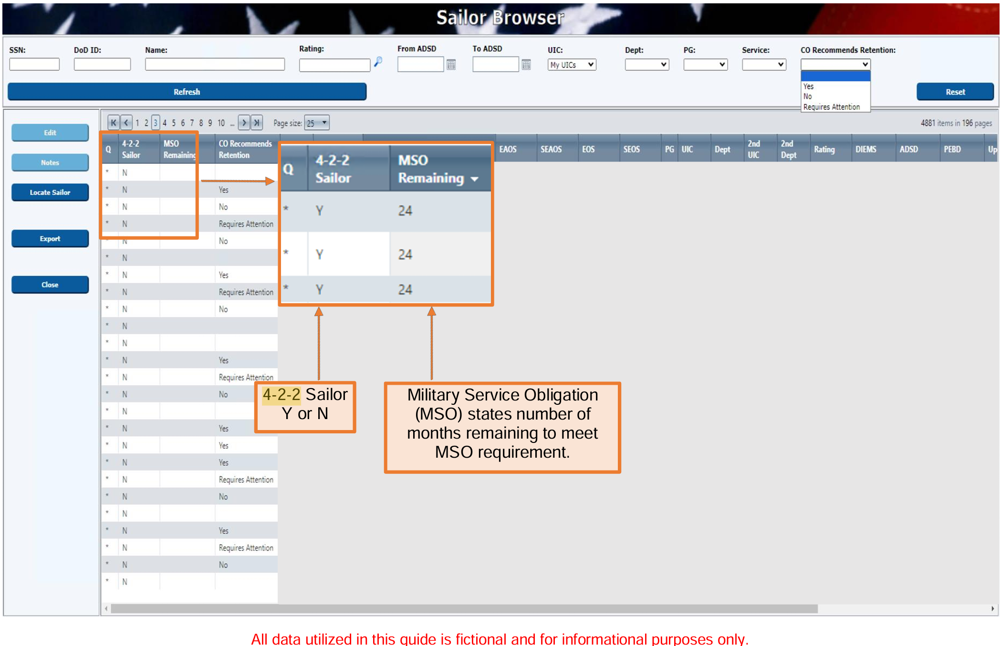 Sailor Browser
SSN: DoD ID: Name: Rating: From ADSD To ADSD UIC: Dept: PG: Service: CO Recommends Retention:
My UICs
Yes
No
Requires Attention
Refresh
Reset
1 2 3 4 5 6 7 8 9 10 ... Page size: 25
4881 items in 196 pages
Edit
Notes
Locate Sailor
Export
Close
Q 4-2-2 Sailor MSO Remaining CO Recommends Retention EAOS SEAOS EOS SEOS PG UIC Dept 2nd UIC 2nd Dept Rating DIEMS ADSD PEBD Up
* N
* N Yes
* N No
* N Requires Attention
* N No
* N
* N Yes
* N Requires Attention
* N No
* N
* N
* N Yes
* N Requires Attention
* N No
* N
* N Yes
* N Yes
* N Yes
* N Requires Attention
* N No
* N
* N Yes
* N Requires Attention
* N No
* N
Q 4-2-2 Sailor MSO Remaining
* Y 24
* Y 24
* Y 24
4-2-2 Sailor
Y or N
Military Service Obligation
(MSO) states number of
months remaining to meet
MSO requirement.
All data utilized in this guide is fictional and for informational purposes only.